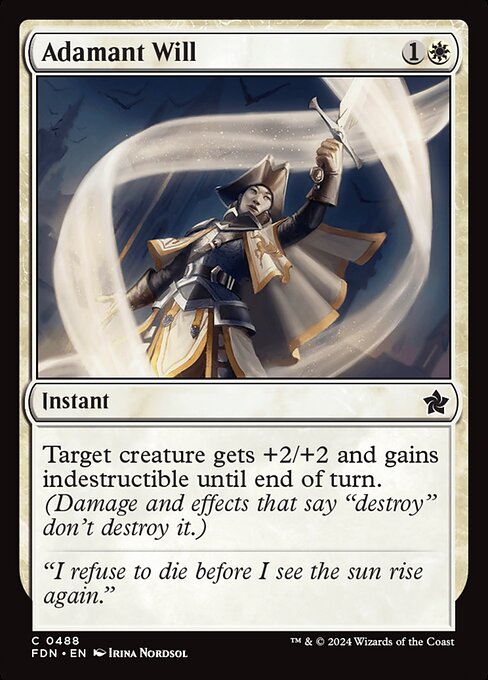 Adamant Will 1
Instant
Target creature gets +2/+2 and gains
indestructible until end of turn.
(Damage and effects that say “destroy”
don’t destroy it.)
“I refuse to die before I see the sun rise
again.”
C 0488
FDN • EN Irina Nordsol
™ & © 2024 Wizards of the Coast